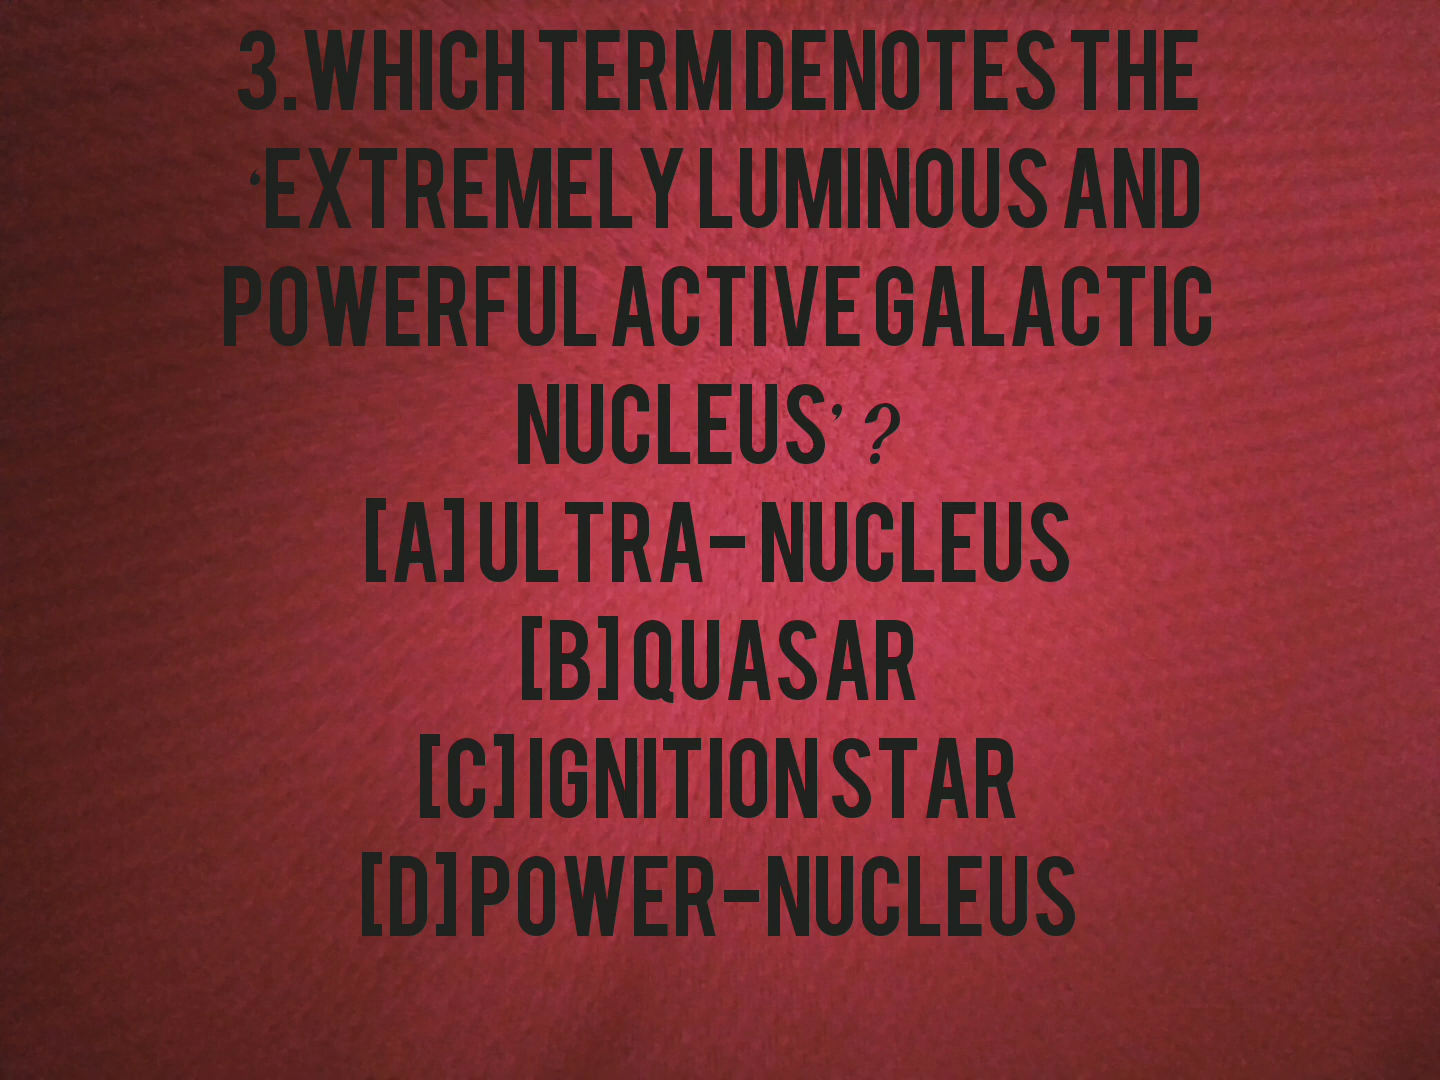 3.WHICH TERM DENOTES THE
‘EXTREMELY LUMINOUS AND
POWERFUL ACTIVE GALACTIC
NUCLEUS’ ?
[A]ULTRA- NUCLEUS
[B]QUASAR
[C]IGNITION STAR
[D]POWER-NUCLEUS